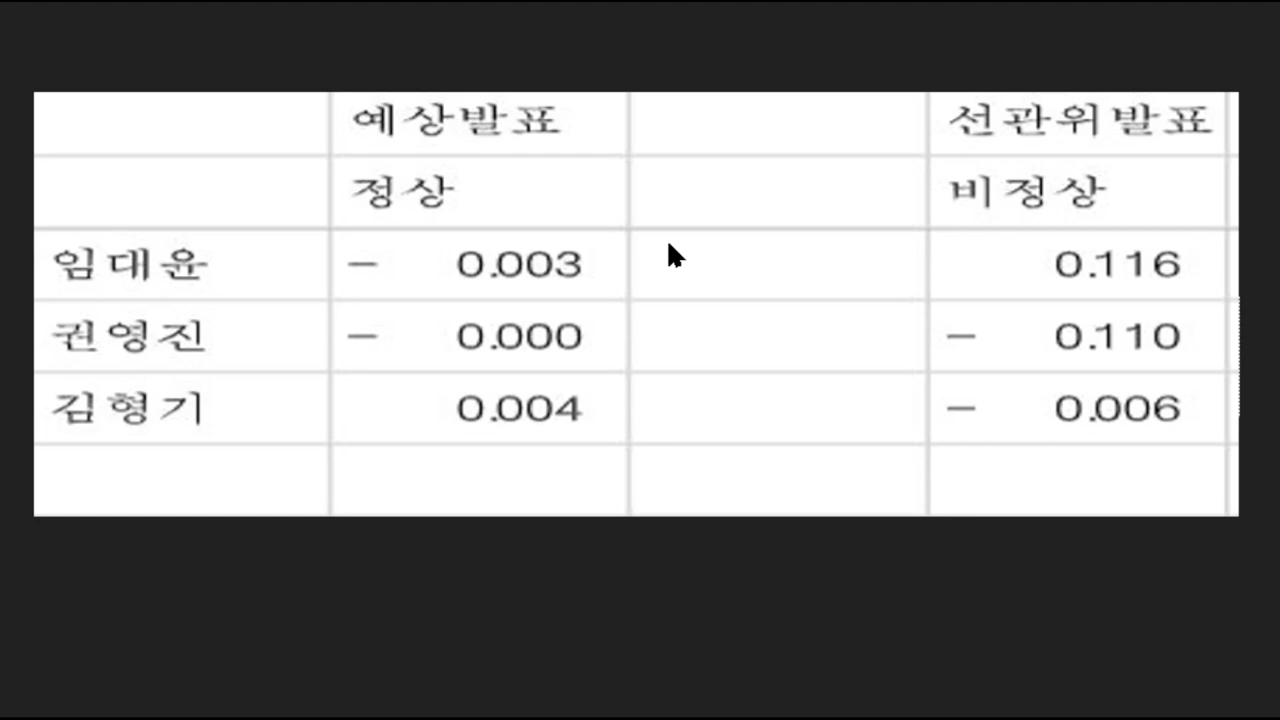 예상발표 선관위발표
정상 비정상
임대윤 - 0.003 0.116
권영진 - 0.000 - 0.110
김형기 0.004 - 0.006